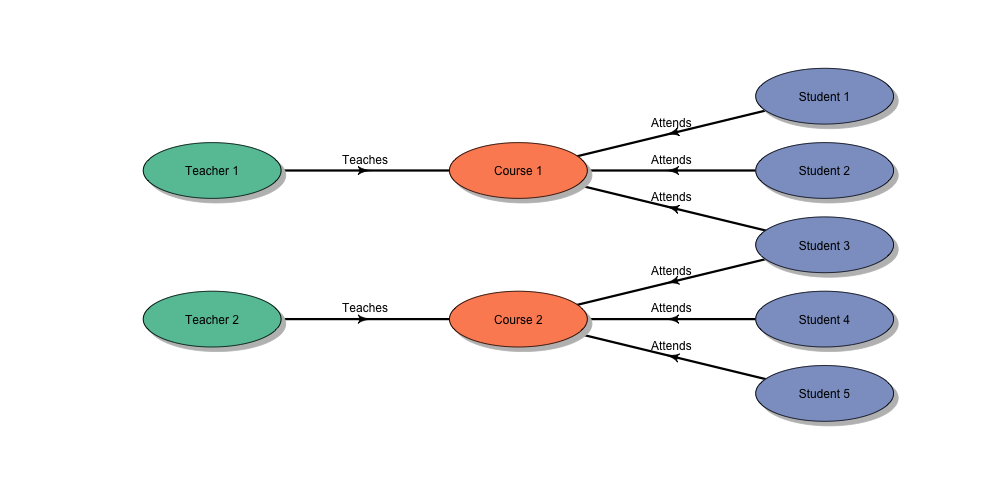 Student 1
Attends
Teacher 1
Teaches
Course 1
Attends
Student 2
Attends
Student 3
Attends
Teacher 2
Teaches
Course 2
Attends
Student 4
Attends
Student 5